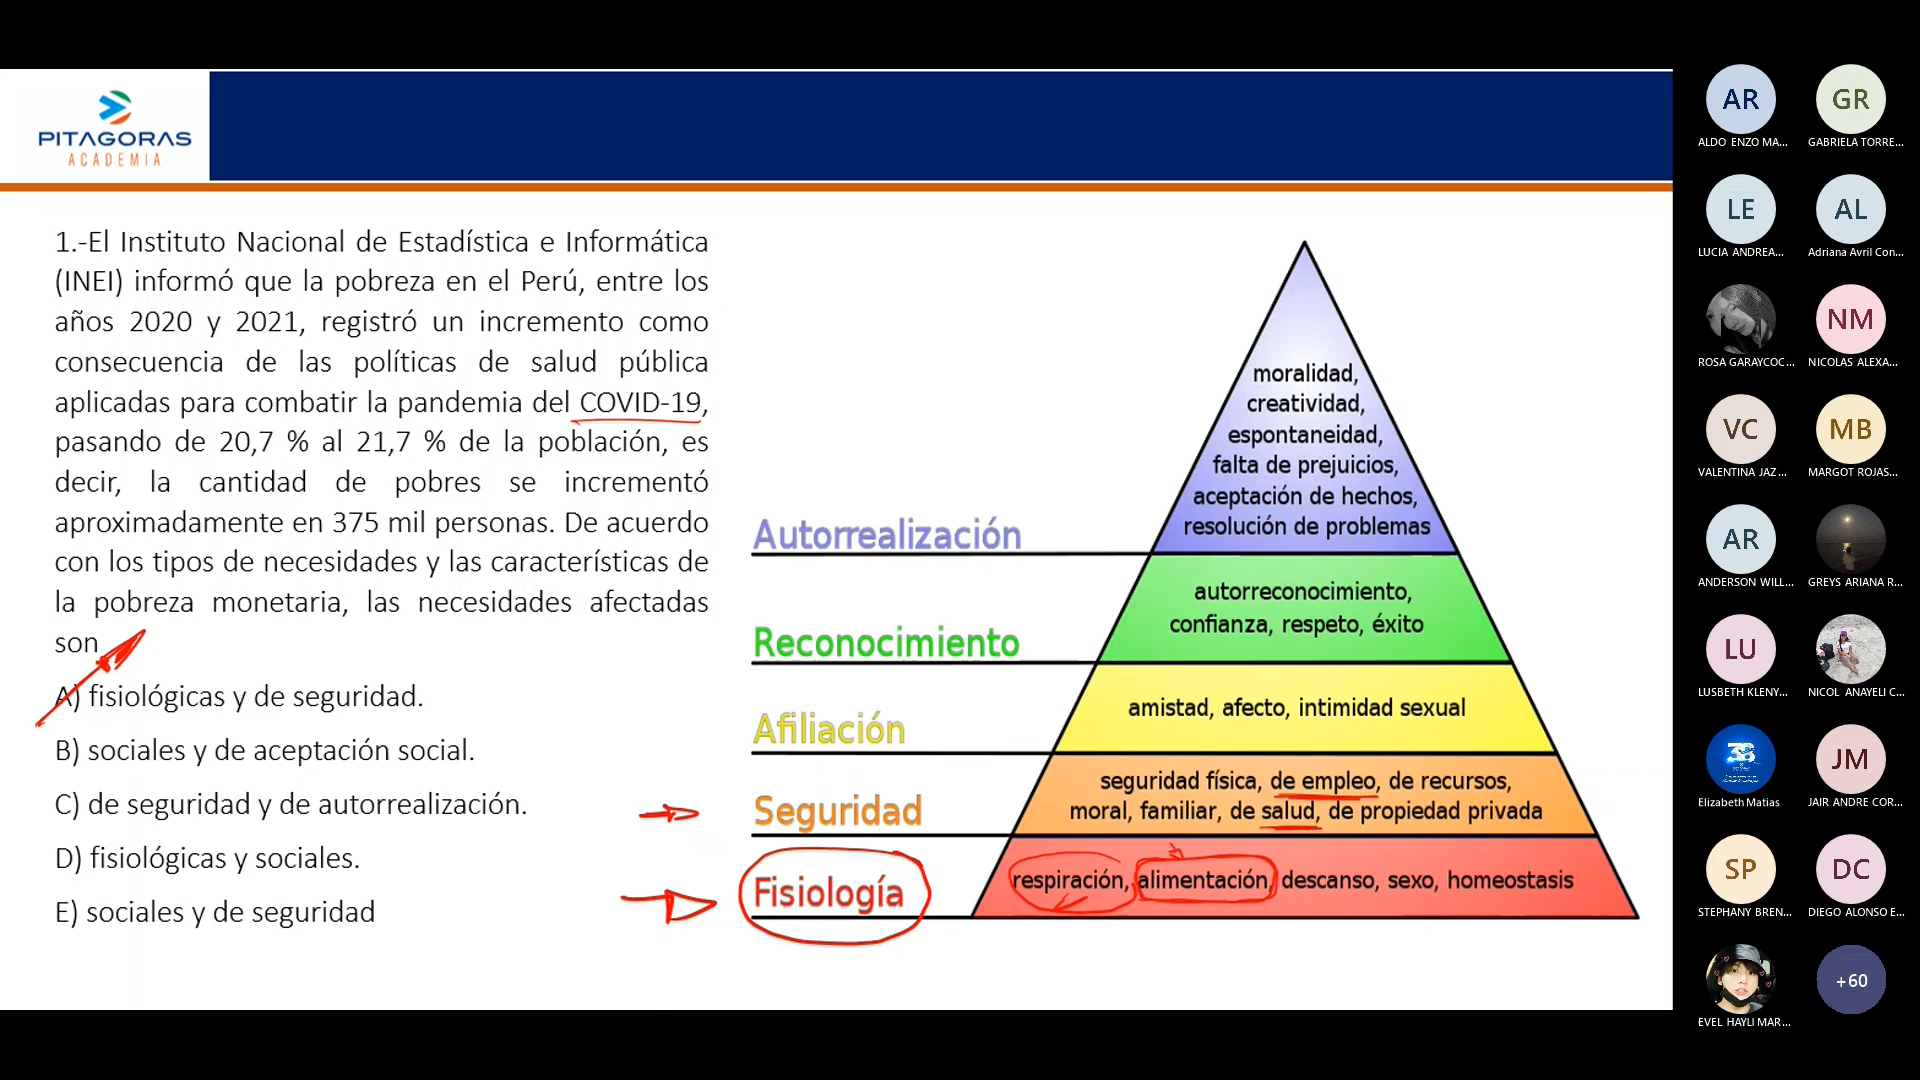 PITAGORAS
ACADEMIA
1.-El Instituto Nacional de Estadística e Informática
(INEI) informó que la pobreza en el Perú, entre los
años 2020 y 2021, registró un incremento como
consecuencia de las políticas de salud pública
aplicadas para combatir la pandemia del COVID-19,
pasando de 20,7 % al 21,7 % de la población, es
decir, la cantidad de pobres se incrementó
aproximadamente en 375 mil personas. De acuerdo
con los tipos de necesidades y las características de
la pobreza monetaria, las necesidades afectadas
son
A) fisiológicas y de seguridad.
B) sociales y de aceptación social.
C) de seguridad y de autorrealización.
D) fisiológicas y sociales.
E) sociales y de seguridad
Autorrealización
moralidad,
creatividad,
espontaneidad,
falta de prejuicios,
aceptación de hechos,
resolución de problemas
Reconocimiento
autorreconocimiento,
confianza, respeto, éxito
Afiliación
amistad, afecto, intimidad sexual
Seguridad
seguridad física, de empleo, de recursos,
moral, familiar, de salud, de propiedad privada
Fisiología
respiración, alimentación, descanso, sexo, homeostasis
AR
ALDO ENZO MA...
GR
GABRIELA TORRE...
LE
LUCIA ANDREA...
AL
Adriana Avril Con...
ROSA GARAYCOC...
NM
NICOLAS ALEXA...
VC
VALENTINA JAZ...
MB
MARGOT ROJAS...
AR
ANDERSON WILL...
GREYS ARIANA R...
LU
LUSBETH KLENY...
NICOL ANAYELI C...
Elizabeth Matias
JM
JAIR ANDRE COR...
SP
STEPHANY BREN...
DC
DIEGO ALONSO E...
EVEL HAYLI MAR...
+60